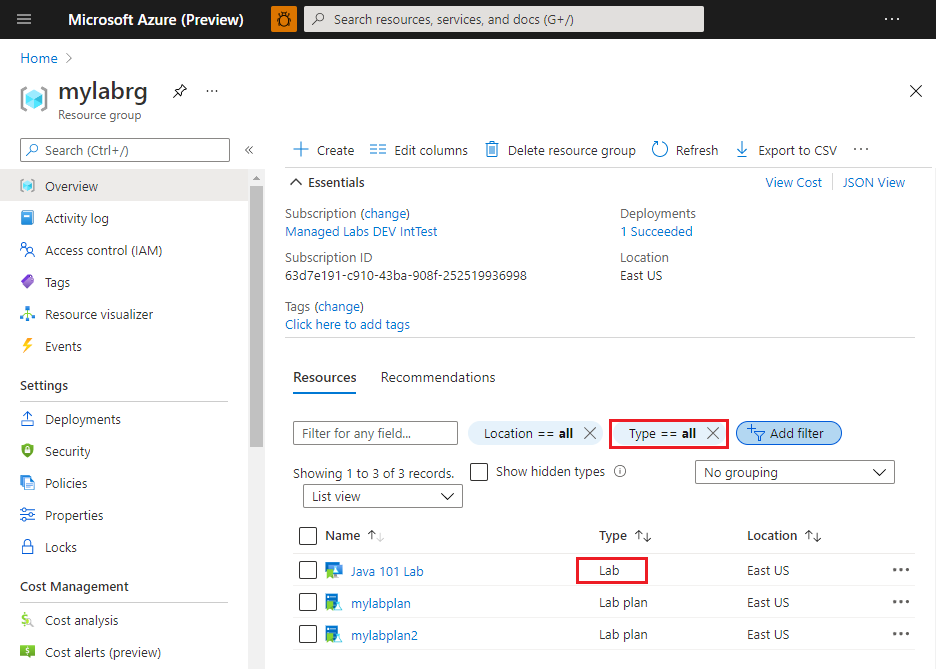 Microsoft Azure (Preview)
Search resources, services, and docs (G+/)
Home
mylabrg
Resource group
Search (Ctrl+/)
Overview
Activity log
Access control (IAM)
Tags
Resource visualizer
Events
Settings
Deployments
Security
Policies
Properties
Locks
Cost Management
Cost analysis
Cost alerts (preview)
Create Edit columns Delete resource group Refresh Export to CSV
Essentials
View Cost JSON View
Subscription (change)
Managed Labs DEV IntTest
Subscription ID
63d7e191-c910-43ba-908f-252519936998
Tags (change)
Click here to add tags
Deployments
1 Succeeded
Location
East US
Resources Recommendations
Filter for any field... Location == all Type == all Add filter
Showing 1 to 3 of 3 records. Show hidden types No grouping
List view
Name Type Location
Java 101 Lab Lab East US
mylabplan Lab plan East US
mylabplan2 Lab plan East US